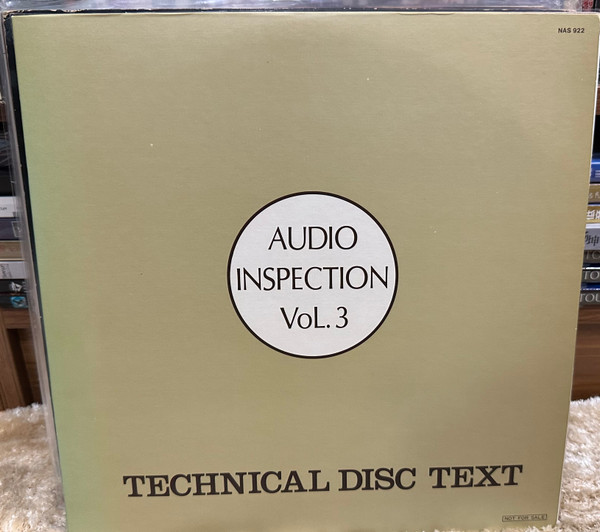 NAS 922
AUDIO
INSPECTION
VOL. 3
TECHNICAL DISC TEXT
NOT FOR SALE